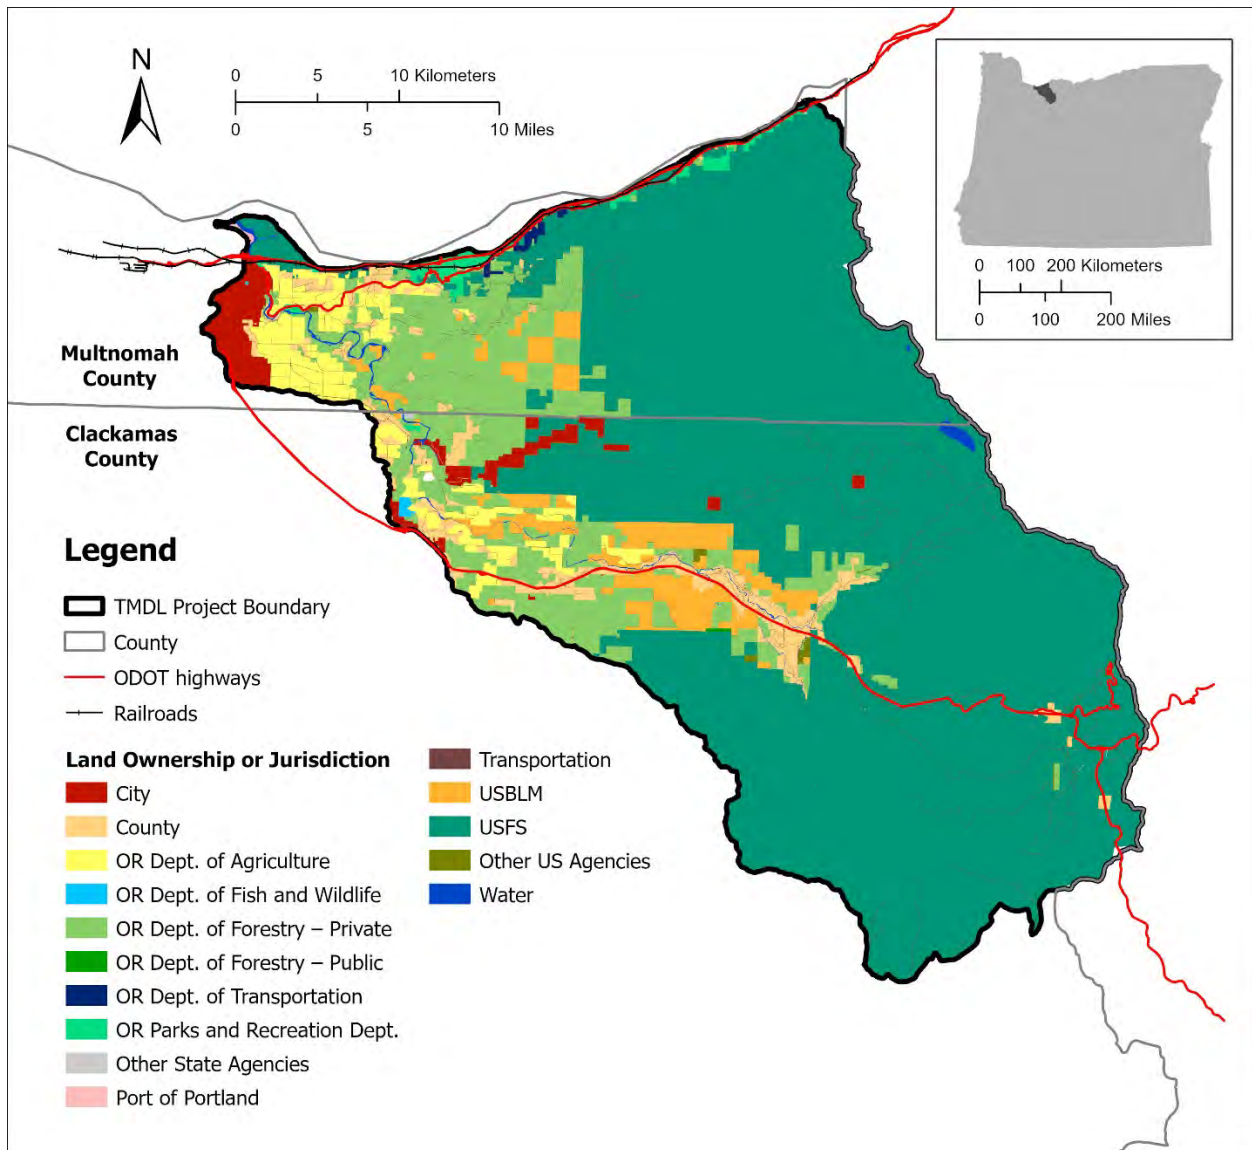 N
0 5 10 Kilometers
0 5 10 Miles
0 100 200 Kilometers
0 100 200 Miles
Multnomah
County
Clackamas
County
Legend
TMDL Project Boundary
County
ODOT highways
Railroads
Land Ownership or Jurisdiction
City
County
OR Dept. of Agriculture
OR Dept. of Fish and Wildlife
OR Dept. of Forestry – Private
OR Dept. of Forestry – Public
OR Dept. of Transportation
OR Parks and Recreation Dept.
Other State Agencies
Port of Portland
Transportation
USBLM
USFS
Other US Agencies
Water